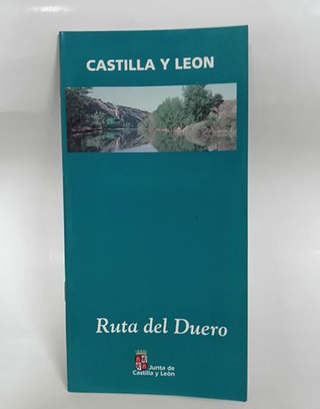 CASTILLA Y LEON
Ruta del Duero
Junta de
Castilla y León